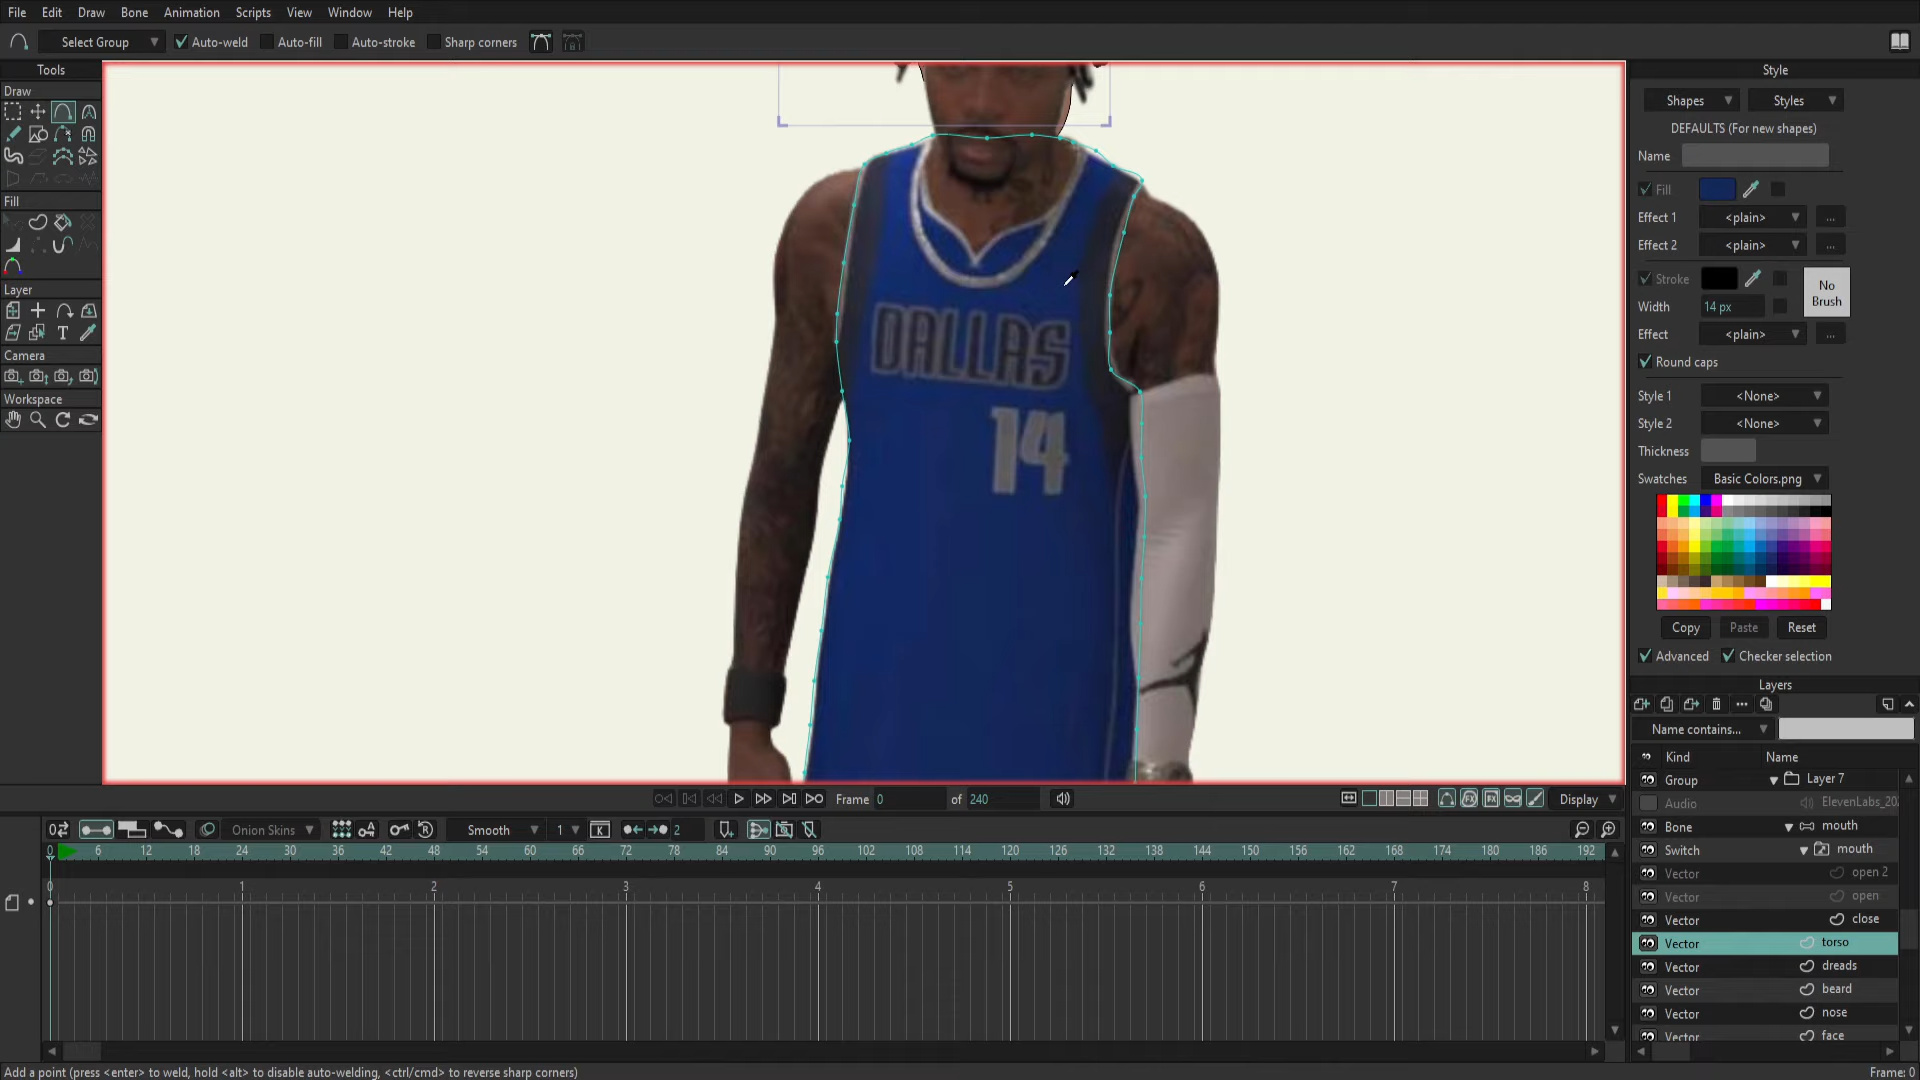 File Edit Draw Bone Animation Scripts View Window Help
Select Group Auto-weld Auto-fill Auto-stroke Sharp corners
Tools
Draw
Fill
Layer
Camera
Workspace
DALLAS
14
Style
Shapes Styles
DEFAULTS (For new shapes)
Name
Fill
Effect 1 <plain> ...
Effect 2 <plain> ...
Stroke
No Brush
Width 14 px
Effect <plain> ...
Round caps
Style 1 <None>
Style 2 <None>
Thickness
Swatches Basic Colors.png
Copy Paste Reset
Advanced Checker selection
Layers
Name contains...
Kind Name
Group Layer 7
Audio ElevenLabs_20
Bone mouth
Switch mouth
Vector open 2
Vector open
Vector close
Vector torso
Vector dreads
Vector beard
Vector nose
Vector face
Frame 0 of 240 Display
Onion Skins Smooth 1 2
0 6 12 18 24 30 36 42 48 54 60 66 72 78 84 90 96 102 108 114 120 126 132 138 144 150 156 162 168 174 180 186 192
0 1 2 3 4 5 6 7 8
Add a point (press <enter> to weld, hold <alt> to disable auto-welding, <ctrl/cmd> to reverse sharp corners)
Frame: 0